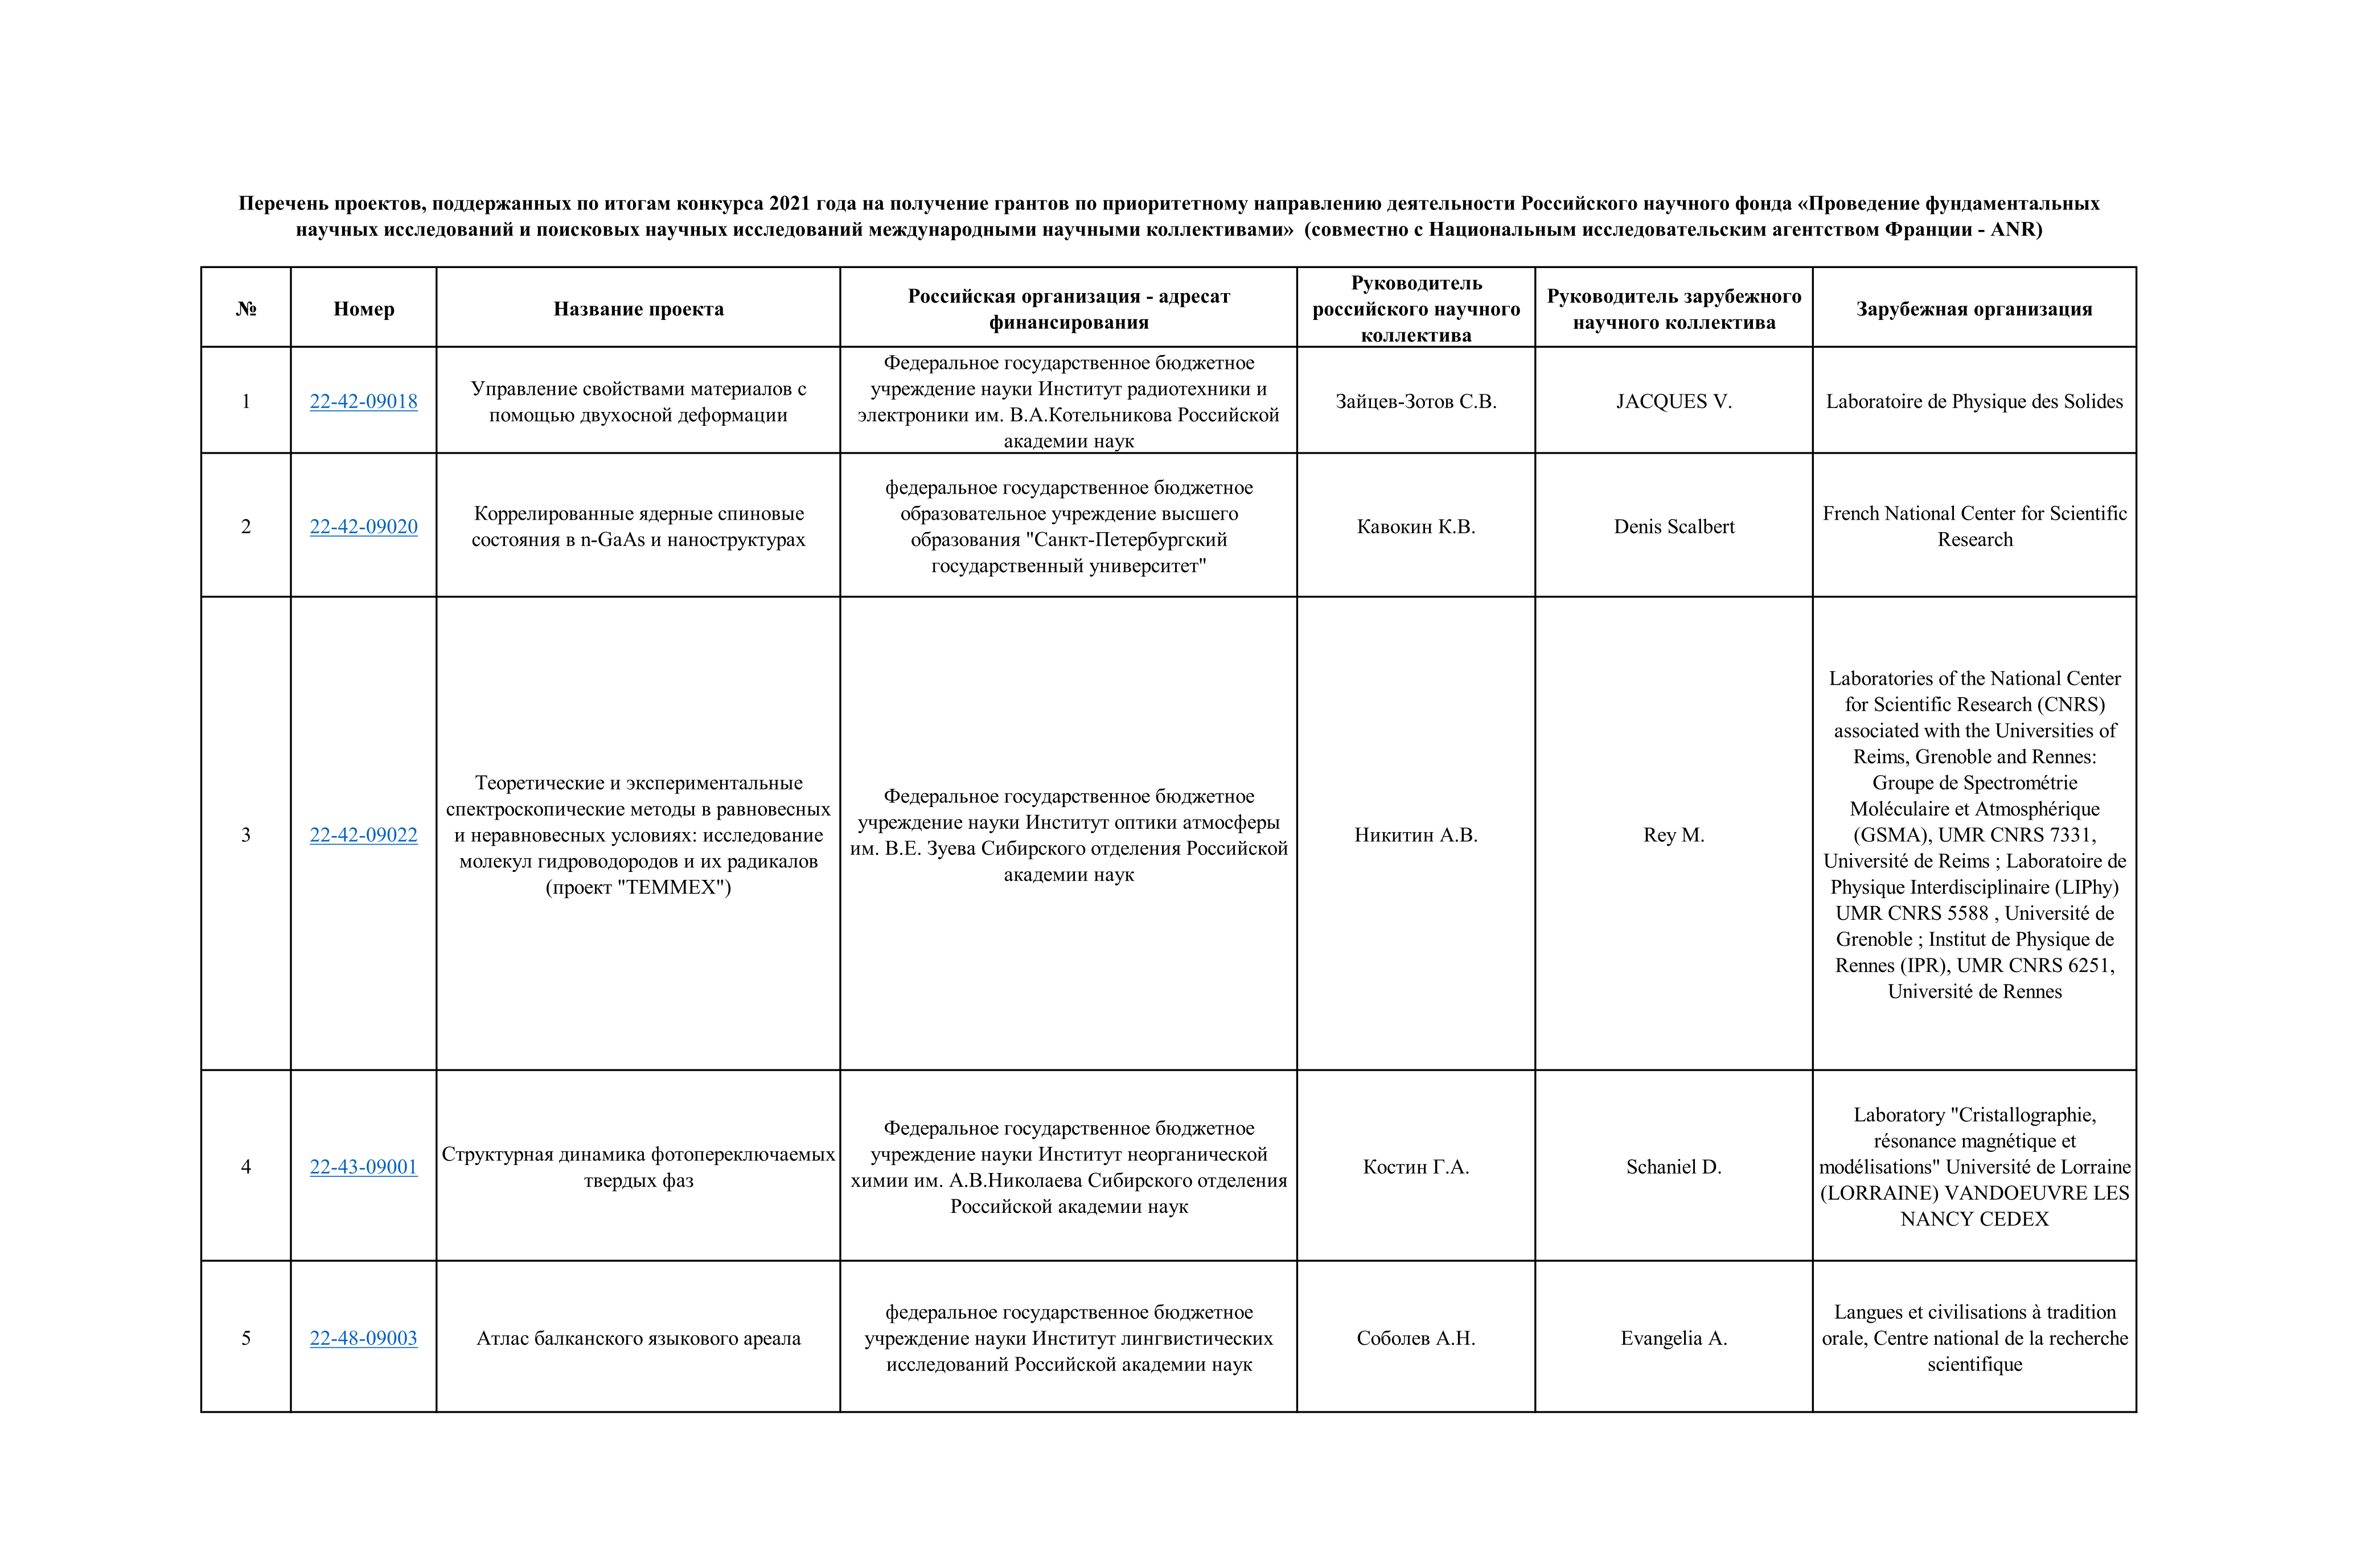 Перечень проектов, поддержанных по итогам конкурса 2021 года на получение грантов по приоритетному направлению деятельности Российского научного фонда «Проведение фундаментальных
научных исследований и поисковых научных исследований международными научными коллективами»  (совместно с Национальным исследовательским агентством Франции - ANR)
№
Номер
Название проекта
Российская организация - адресат
финансирования
Руководитель
российского научного
коллектива
Руководитель зарубежного
научного коллектива
Зарубежная организация
1
22-42-09018
Управление свойствами материалов с
помощью двухосной деформации
Федеральное государственное бюджетное
учреждение науки Институт радиотехники и
электроники им. В.А.Котельникова Российской
академии наук
Зайцев-Зотов С.В.
JACQUES V.
Laboratoire de Physique des Solides
2
22-42-09020
Коррелированные ядерные спиновые
состояния в n-GaAs и наноструктурах
федеральное государственное бюджетное
образовательное учреждение высшего
образования "Санкт-Петербургский
государственный университет"
Кавокин К.В.
Denis Scalbert
French National Center for Scientific
Research
3
22-42-09022
Теоретические и экспериментальные
спектроскопические методы в равновесных
и неравновесных условиях: исследование
молекул гидроводородов и их радикалов
(проект "TEMMEX")
Федеральное государственное бюджетное
учреждение науки Институт оптики атмосферы
им. В.Е. Зуева Сибирского отделения Российской
академии наук
Никитин А.В.
Rey M.
Laboratories of the National Center
for Scientific Research (CNRS)
associated with the Universities of
Reims, Grenoble and Rennes:
Groupe de Spectrométrie
Moléculaire et Atmosphérique
(GSMA), UMR CNRS 7331,
Université de Reims ; Laboratoire de
Physique Interdisciplinaire (LIPhy)
UMR CNRS 5588 , Université de
Grenoble ; Institut de Physique de
Rennes (IPR), UMR CNRS 6251,
Université de Rennes
4
22-43-09001
Структурная динамика фотопереключаемых
твердых фаз
Федеральное государственное бюджетное
учреждение науки Институт неорганической
химии им. А.В.Николаева Сибирского отделения
Российской академии наук
Костин Г.А.
Schaniel D.
Laboratory "Cristallographie,
résonance magnétique et
modélisations" Université de Lorraine
(LORRAINE) VANDOEUVRE LES
NANCY CEDEX
5
22-48-09003
Атлас балканского языкового ареала
федеральное государственное бюджетное
учреждение науки Институт лингвистических
исследований Российской академии наук
Соболев А.Н.
Evangelia A.
Langues et civilisations à tradition
orale, Centre national de la recherche
scientifique